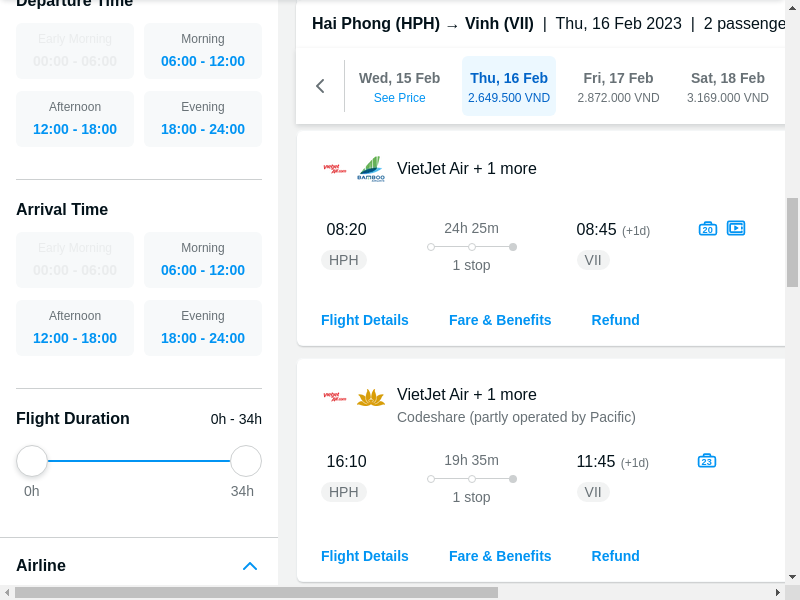 Departure Time
Early Morning
00:00 - 06:00
Morning
06:00 - 12:00
Afternoon
12:00 - 18:00
Evening
18:00 - 24:00
Arrival Time
Early Morning
00:00 - 06:00
Morning
06:00 - 12:00
Afternoon
12:00 - 18:00
Evening
18:00 - 24:00
Flight Duration
0h - 34h
0h
34h
Airline
Hai Phong (HPH) → Vinh (VII) | Thu, 16 Feb 2023 | 2 passenge
Wed, 15 Feb
See Price
Thu, 16 Feb
2.649.500 VND
Fri, 17 Feb
2.872.000 VND
Sat, 18 Feb
3.169.000 VND
vietjet Air.com
BAMBOO
VietJet Air + 1 more
08:20
24h 25m
08:45 (+1d)
20
HPH
1 stop
VII
Flight Details
Fare & Benefits
Refund
vietjet Air.com
VietJet Air + 1 more
Codeshare (partly operated by Pacific)
16:10
19h 35m
11:45 (+1d)
23
HPH
1 stop
VII
Flight Details
Fare & Benefits
Refund